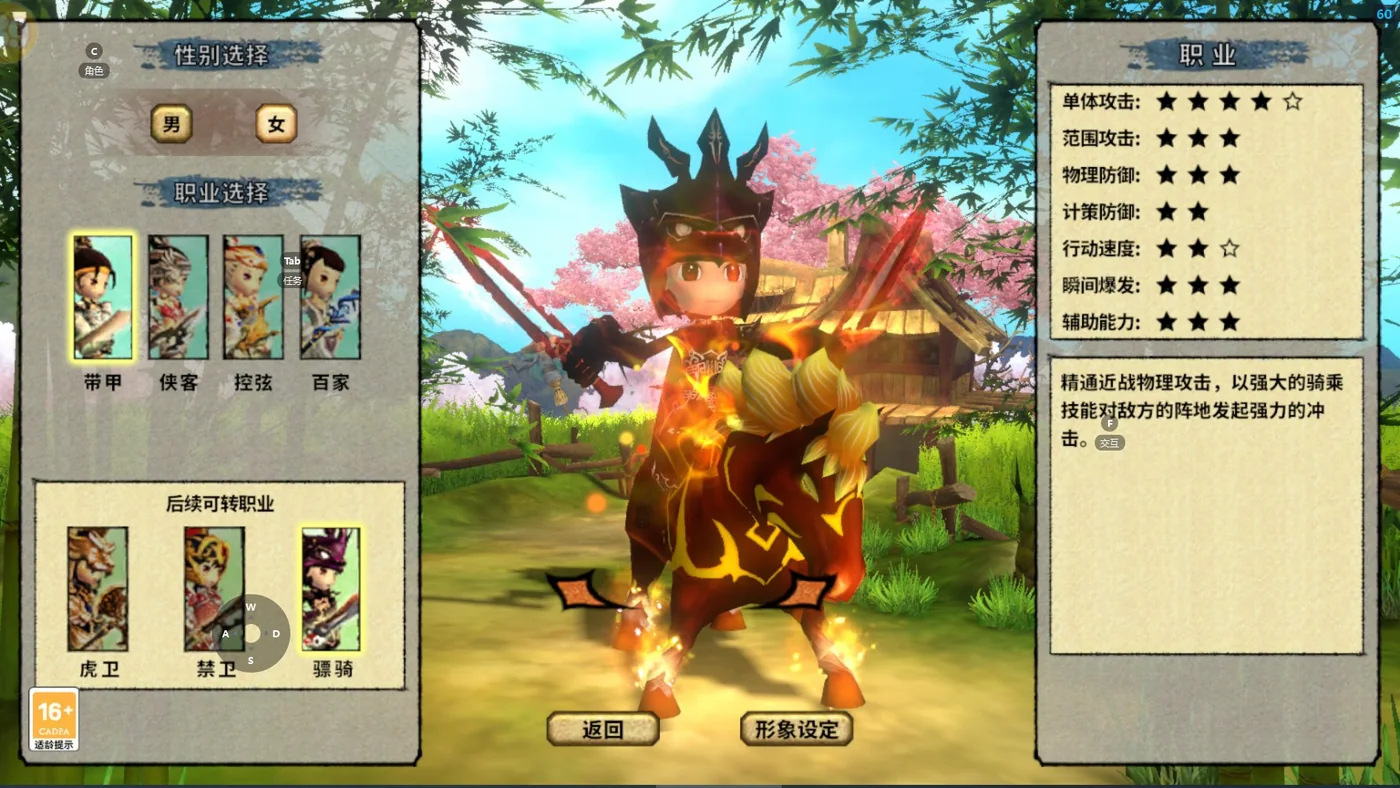 60
C
角色
性别选择
男
女
职业选择
Tab
任务
带甲
侠客
控弦
百家
后续可转职业
W
A
D
S
虎卫
禁卫
骠骑
16+
CADPA
适龄提示
返回
形象设定
职业
单体攻击: ★ ★ ★ ★ ☆
范围攻击: ★ ★ ★
物理防御: ★ ★ ★
计策防御: ★ ★
行动速度: ★ ★ ☆
瞬间爆发: ★ ★ ★
辅助能力: ★ ★ ★
精通近战物理攻击，以强大的骑乘
技能对敌方的阵地发起强力的冲
击。
F
交互